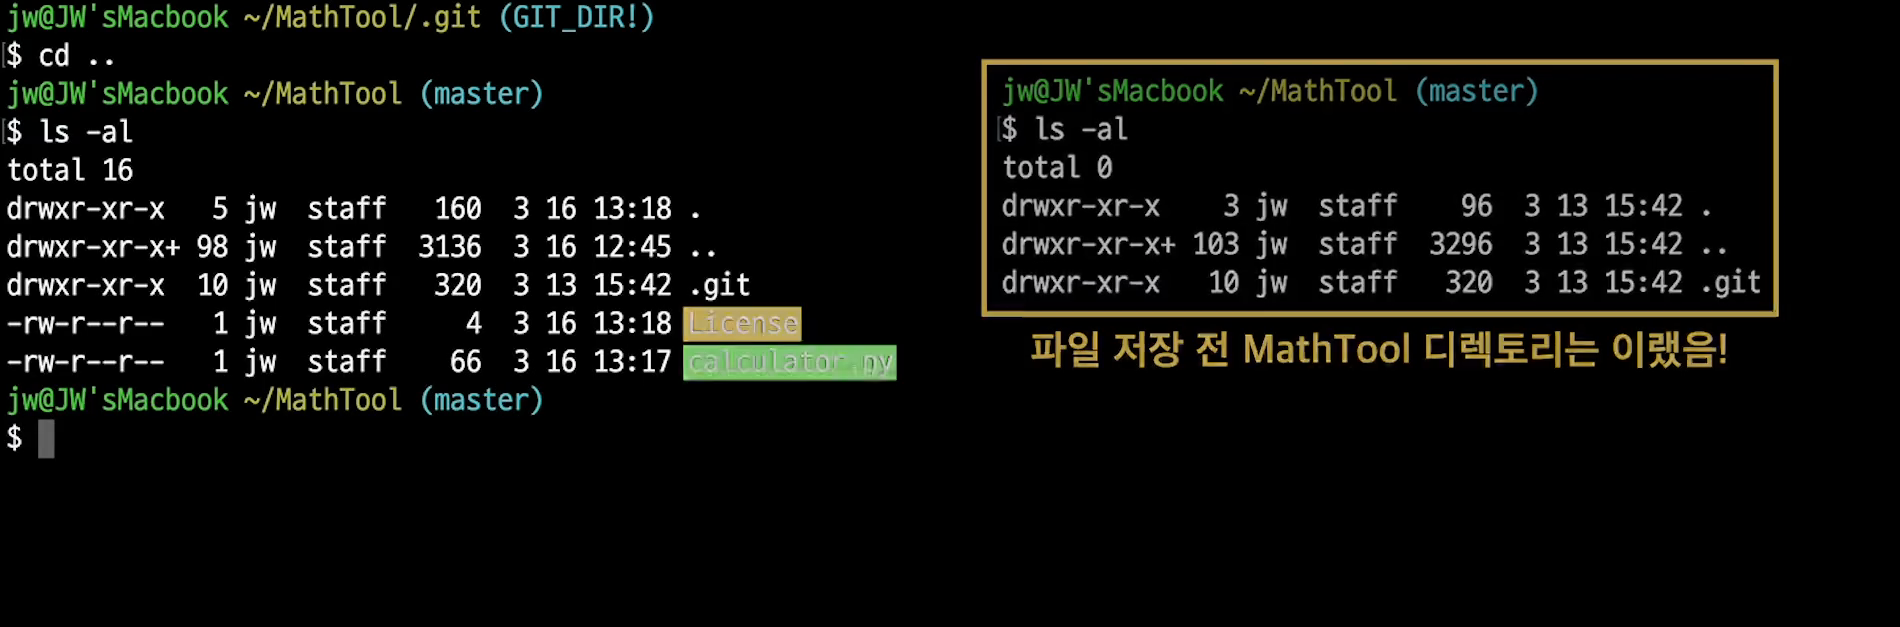 jw@JW'sMacbook ~/MathTool/.git (GIT_DIR!)
$ cd ..
jw@JW'sMacbook ~/MathTool (master)
$ ls -al
total 16
drwxr-xr-x   5 jw  staff   160  3 16 13:18 .
drwxr-xr-x+ 98 jw  staff  3136  3 16 12:45 ..
drwxr-xr-x  10 jw  staff   320  3 13 15:42 .git
-rw-r--r--   1 jw  staff     4  3 16 13:18 License
-rw-r--r--   1 jw  staff    66  3 16 13:17 calculator.py
jw@JW'sMacbook ~/MathTool (master)
$
jw@JW'sMacbook ~/MathTool (master)
$ ls -al
total 0
drwxr-xr-x    3 jw  staff    96  3 13 15:42 .
drwxr-xr-x+ 103 jw  staff  3296  3 13 15:42 ..
drwxr-xr-x   10 jw  staff   320  3 13 15:42 .git
파일 저장 전 MathTool 디렉토리는 이랬음!